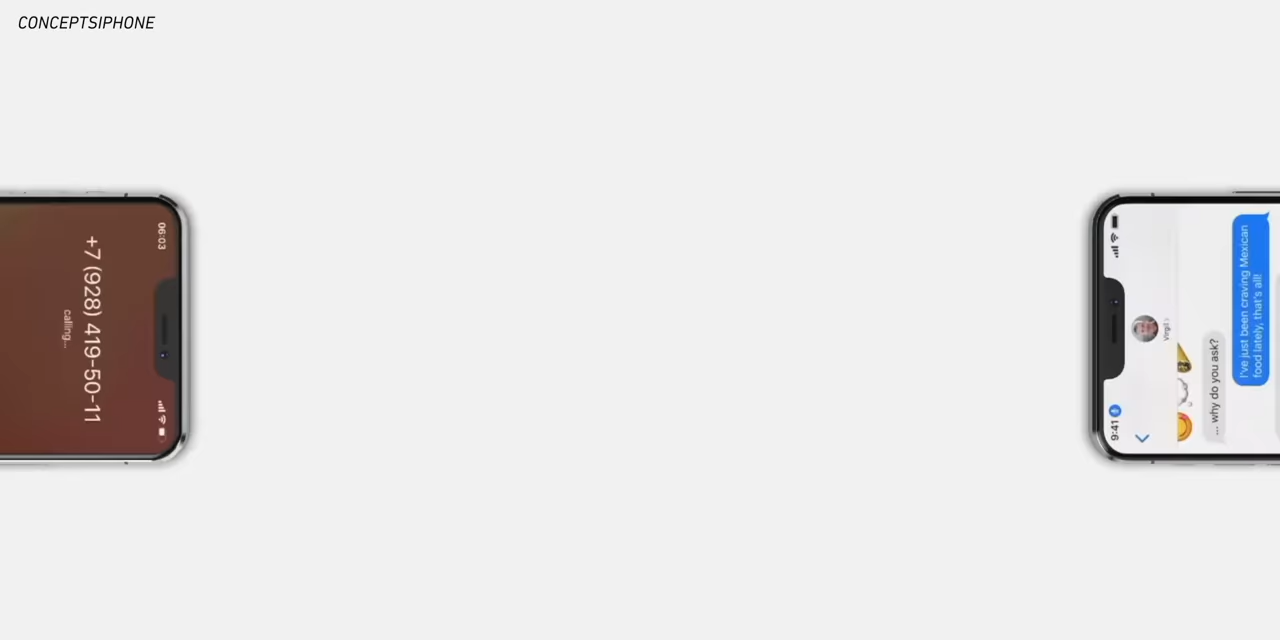 CONCEPTSIPHONE
06:03
+7 (928) 419-50-11
calling...
9:41
Virgil
... why do you ask?
I've just been craving Mexican
food lately, that's all!